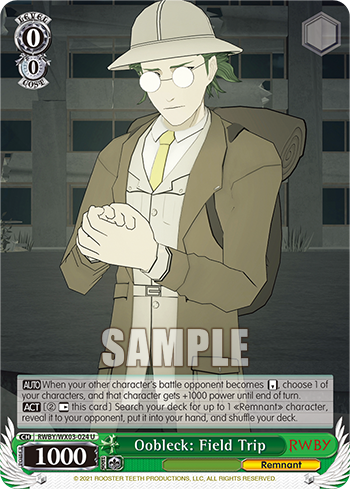 LEVEL
0
0
COST
SAMPLE
AUTO When your other character's battle opponent becomes [ ], choose 1 of
your characters, and that character gets +1000 power until end of turn.
ACT [② this card] Search your deck for up to 1 «Remnant» character,
reveal it to your opponent, put it into your hand, and shuffle your deck.
CH RWBY/WX03-024 U
Oobleck: Field Trip
RWBY
POWER
1000
Remnant
© 2021 ROOSTER TEETH PRODUCTIONS, LLC, ALL RIGHTS RESERVED.